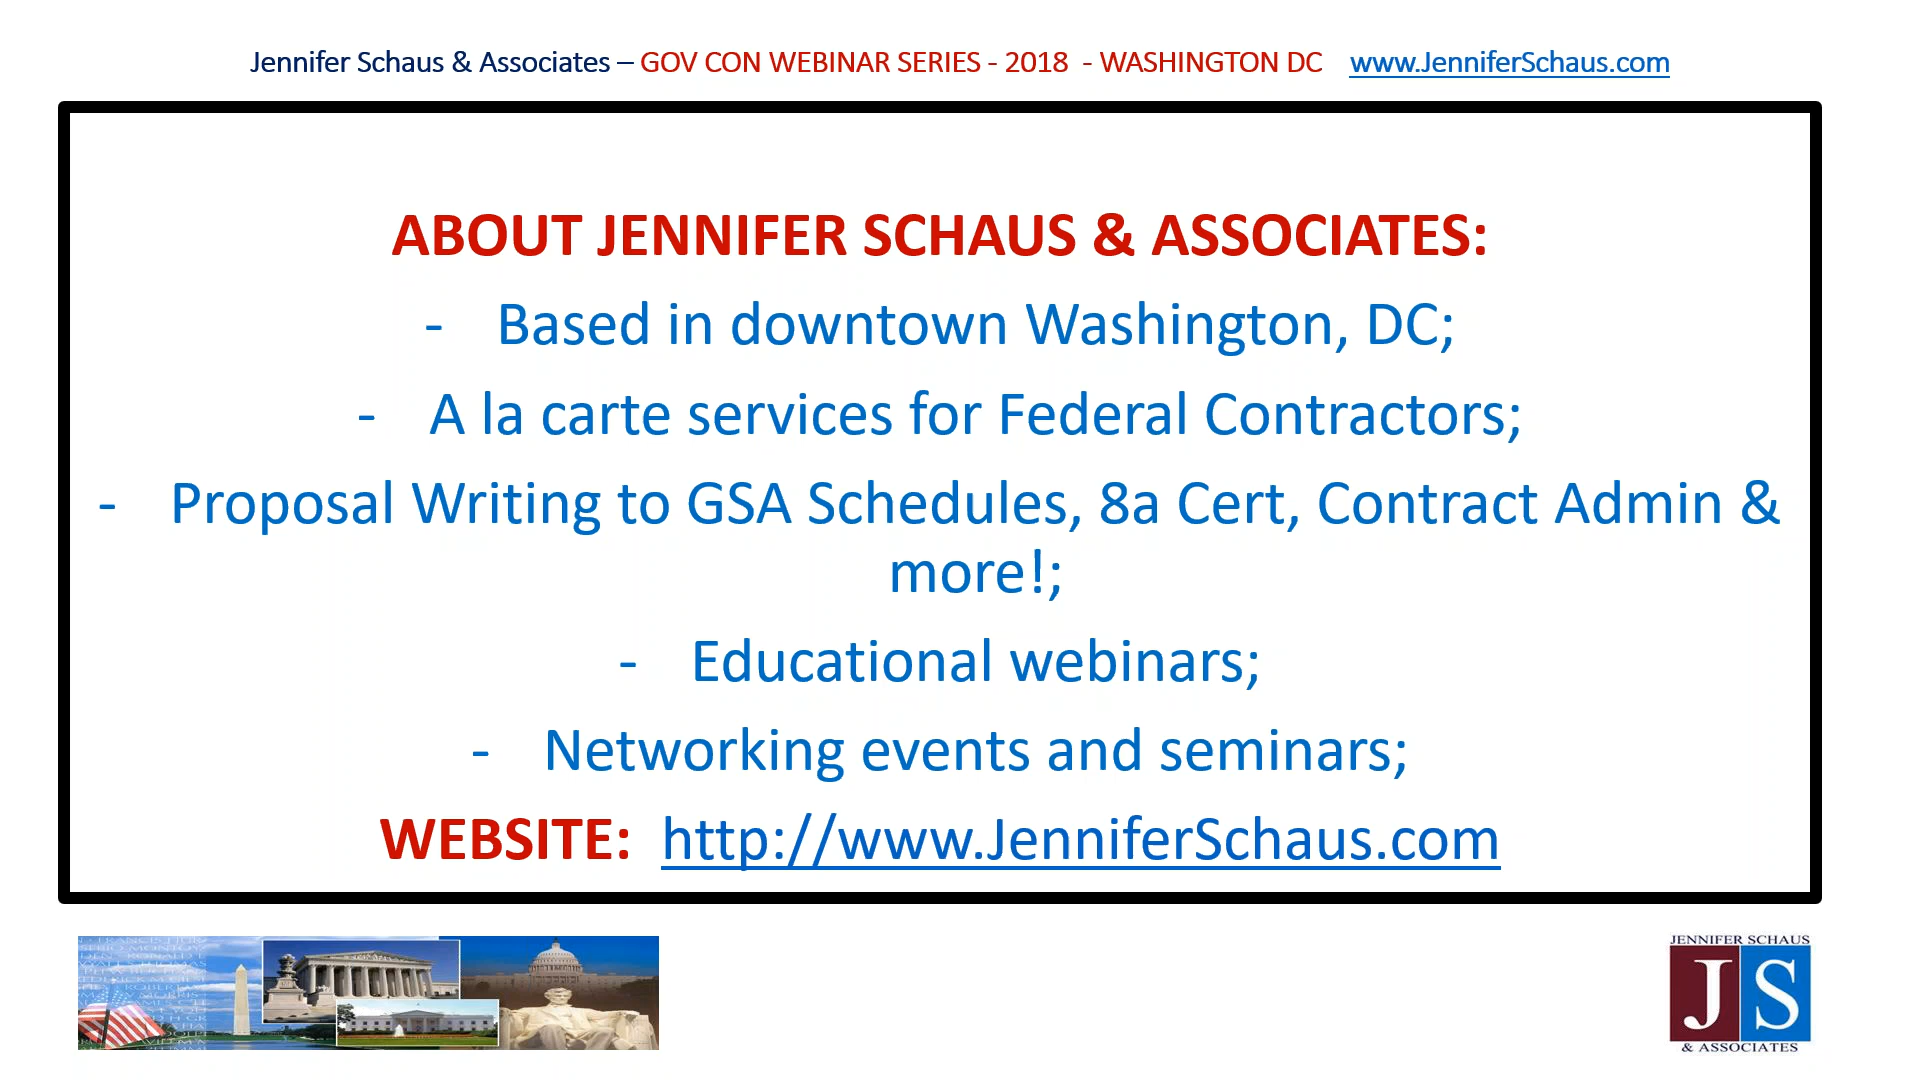 Jennifer Schaus & Associates – GOV CON WEBINAR SERIES - 2018 - WASHINGTON DC www.JenniferSchaus.com
ABOUT JENNIFER SCHAUS & ASSOCIATES:
- Based in downtown Washington, DC;
- A la carte services for Federal Contractors;
- Proposal Writing to GSA Schedules, 8a Cert, Contract Admin &
more!;
- Educational webinars;
- Networking events and seminars;
WEBSITE: http://www.JenniferSchaus.com
JENNIFER SCHAUS
JS
& ASSOCIATES